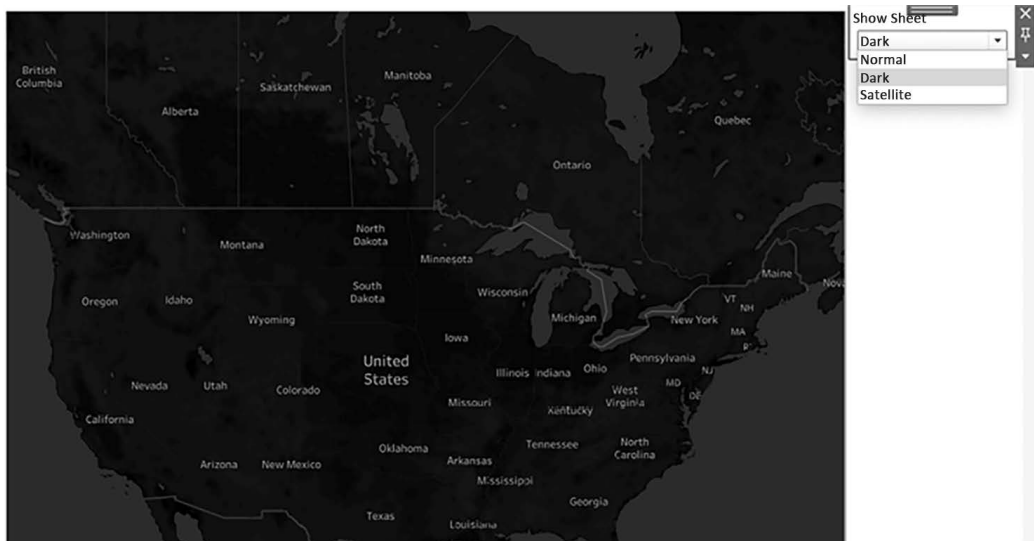 Show Sheet
Dark
Normal
Dark
Satellite
British
Columbia
Alberta
Saskatchewan
Manitoba
Ontario
Quebec
Washington
Montana
North
Dakota
Minnesota
Maine
Nova
Oregon
Idaho
South
Dakota
Wisconsin
Michigan
VT
NH
New York
MA
Wyoming
Iowa
United
States
Illinois
Indiana
Ohio
Pennsylvania
NJ
Nevada
Utah
Colorado
Missouri
West
Virginia
MD
DE
California
Kentucky
Oklahoma
Tennessee
North
Carolina
Arizona
New Mexico
Arkansas
Mississippi
Georgia
Texas
Louisiana